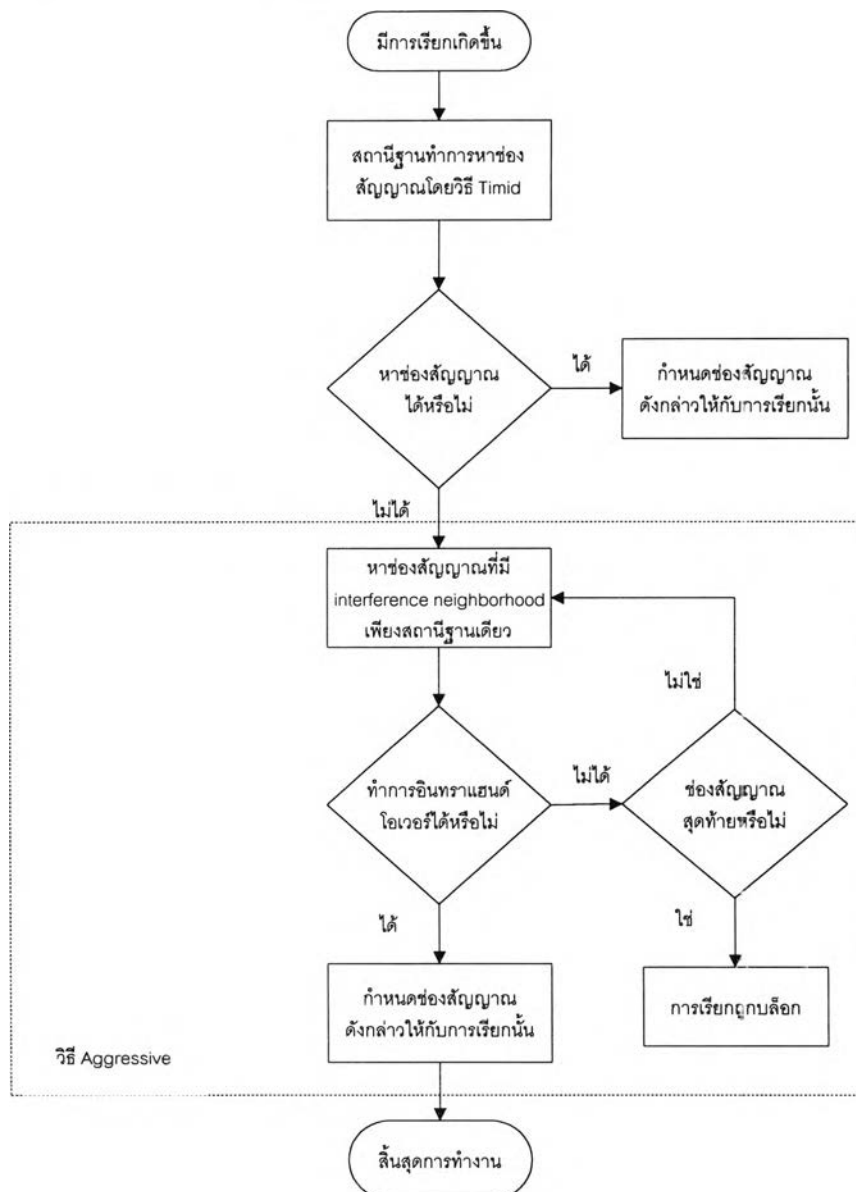 มีการเรียกเกิดขึ้น
สถานีฐานทำการหาช่อง
สัญญาณโดยวิธี Timid
หาช่องสัญญาณ
ได้หรือไม่
ได้
กำหนดช่องสัญญาณ
ดังกล่าวให้กับการเรียกนั้น
ไม่ได้
หาช่องสัญญาณที่มี
interference neighborhood
เพียงสถานีฐานเดียว
ไม่ใช่
ทำการอินทราแฮนด์
โอเวอร์ได้หรือไม่
ไม่ได้
ช่องสัญญาณ
สุดท้ายหรือไม่
ได้
ใช่
กำหนดช่องสัญญาณ
ดังกล่าวให้กับการเรียกนั้น
การเรียกถูกบล็อก
วิธี Aggressive
สิ้นสุดการทำงาน